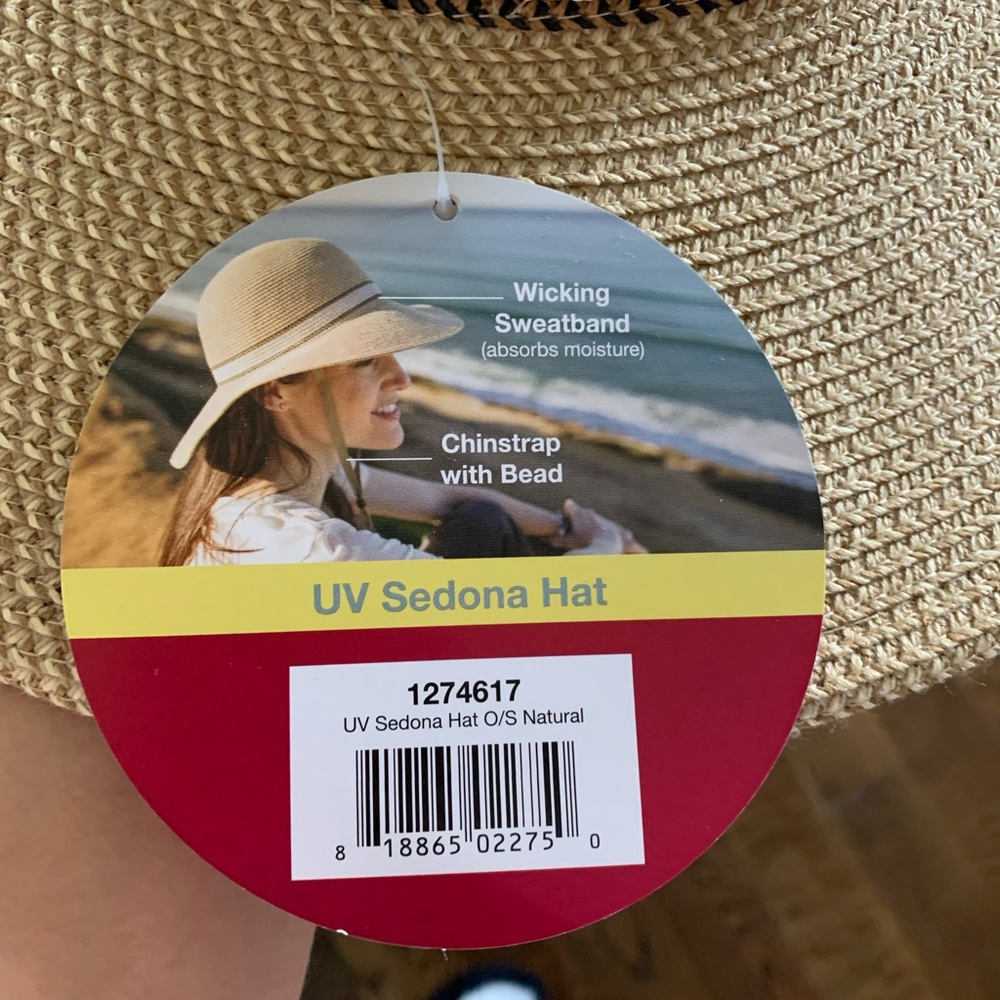 Wicking
Sweatband
(absorbs moisture)
Chinstrap
with Bead
UV Sedona Hat
1274617
UV Sedona Hat O/S Natural
8 18865 02275 0